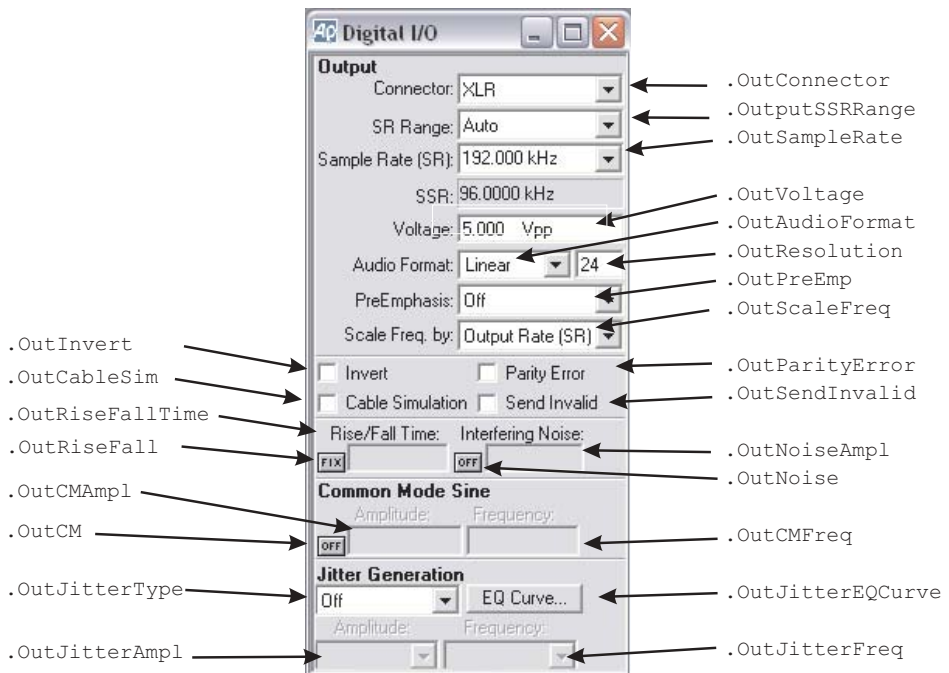 Ap Digital I/O
Output
Connector: XLR
.OutConnector
SR Range: Auto
.OutputSSRRange
Sample Rate (SR): 192.000 kHz
.OutSampleRate
SSR: 96.0000 kHz
Voltage: 5.000 Vpp
.OutVoltage
.OutAudioFormat
Audio Format: Linear 24
.OutResolution
PreEmphasis: Off
.OutPreEmp
Scale Freq. by: Output Rate (SR)
.OutScaleFreq
.OutInvert
Invert
Parity Error
.OutParityError
.OutCableSim
Cable Simulation
Send Invalid
.OutSendInvalid
.OutRiseFallTime
Rise/Fall Time:
Interfering Noise:
.OutNoiseAmpl
.OutRiseFall
FIX
OFF
.OutNoise
Common Mode Sine
.OutCMAmpl
Amplitude:
Frequency:
.OutCM
OFF
.OutCMFreq
Jitter Generation
.OutJitterType
Off
EQ Curve...
.OutJitterEQCurve
Amplitude:
Frequency:
.OutJitterAmpl
.OutJitterFreq